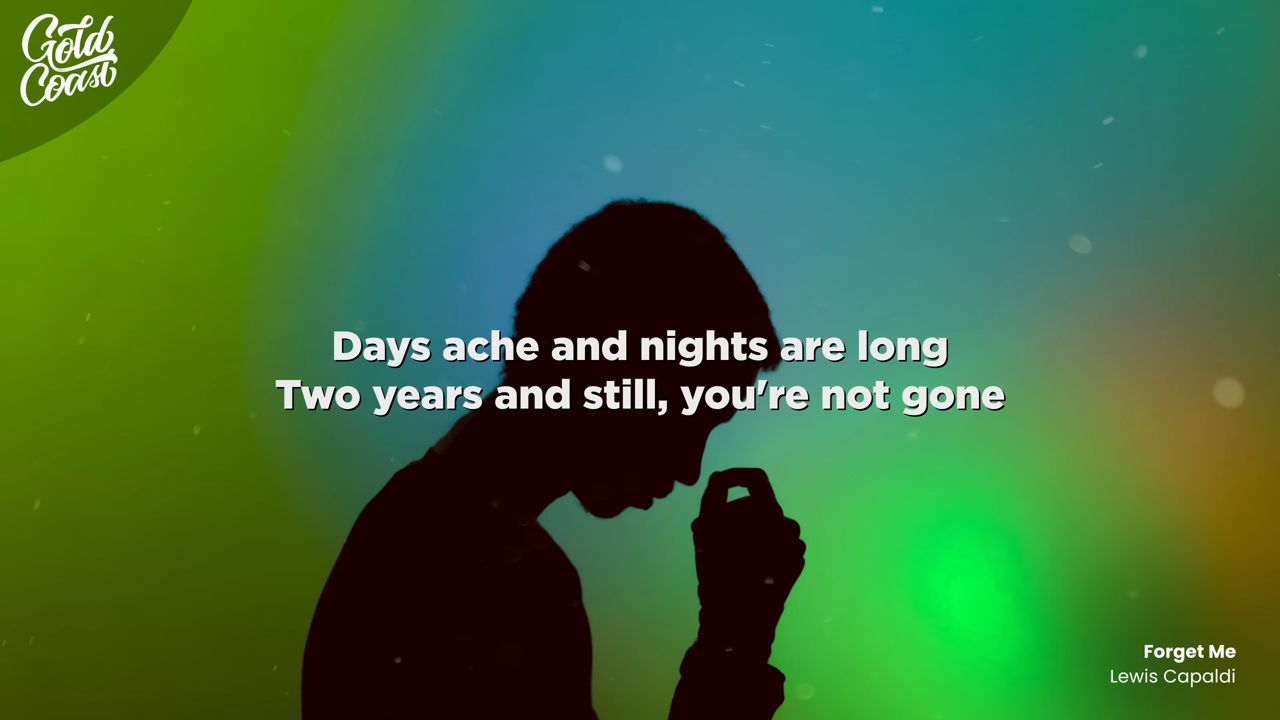 Gold
Coast
Days ache and nights are long
Two years and still, you're not gone
Forget Me
Lewis Capaldi